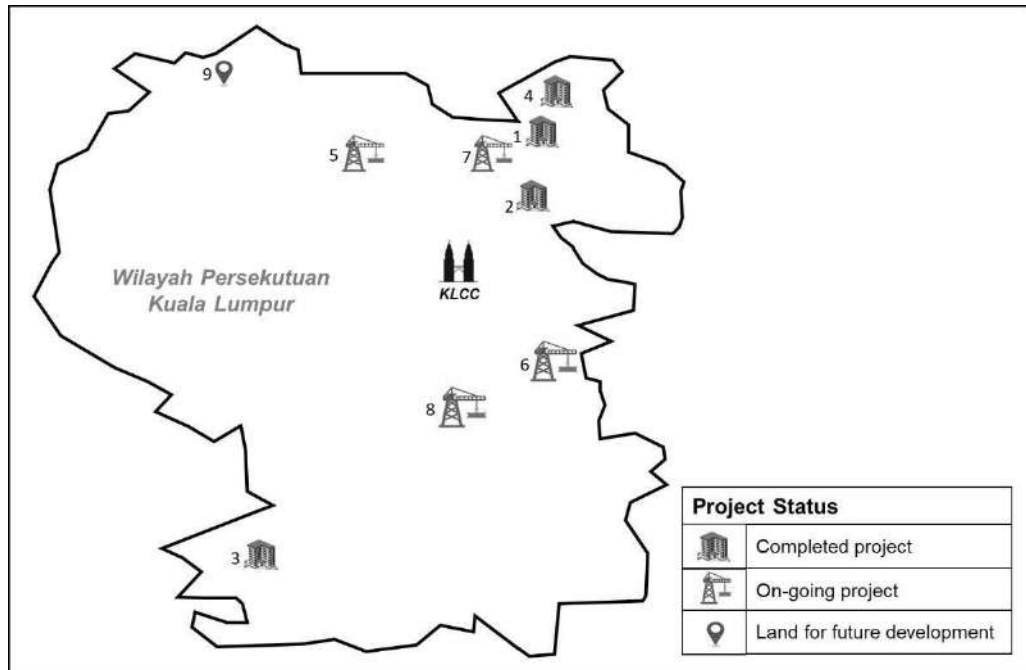 9
4
1
5
7
2
Wilayah Persekutuan
Kuala Lumpur
KLCC
6
8
3
Project Status
Completed project
On-going project
Land for future development